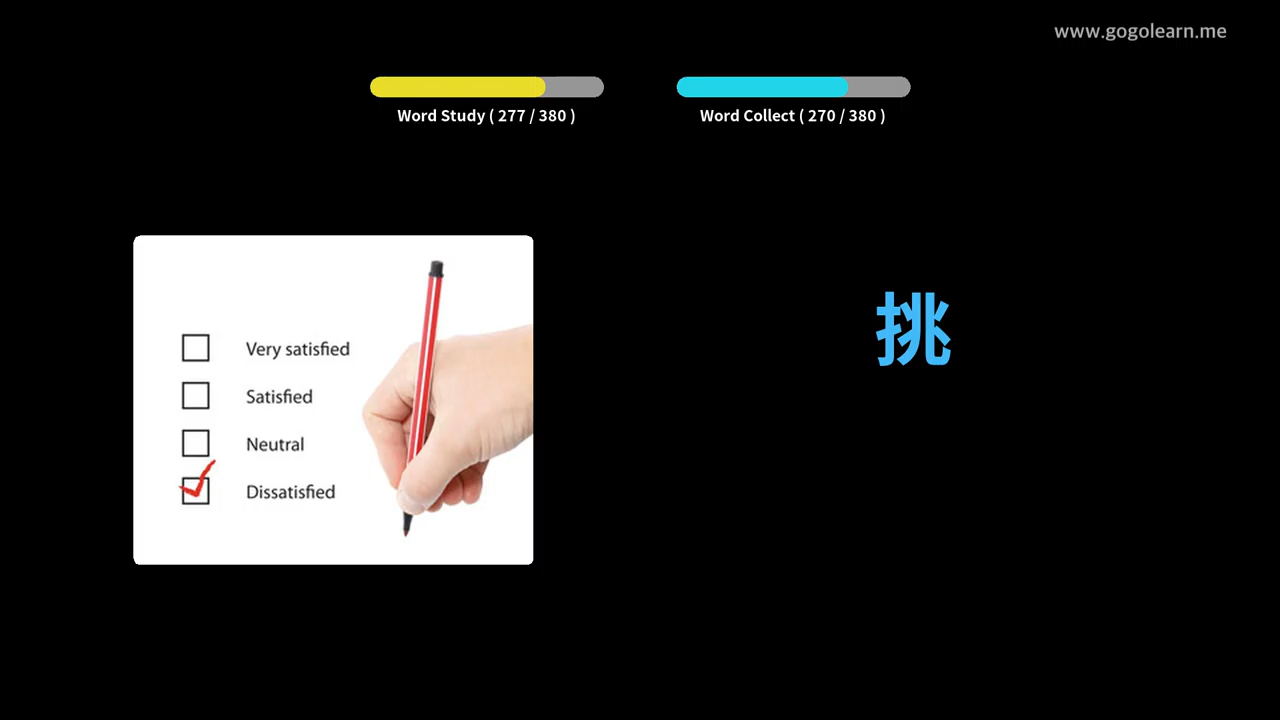 www.gogolearn.me
Word Study ( 277 / 380 )
Word Collect ( 270 / 380 )
Very satisfied
Satisfied
Neutral
Dissatisfied
挑